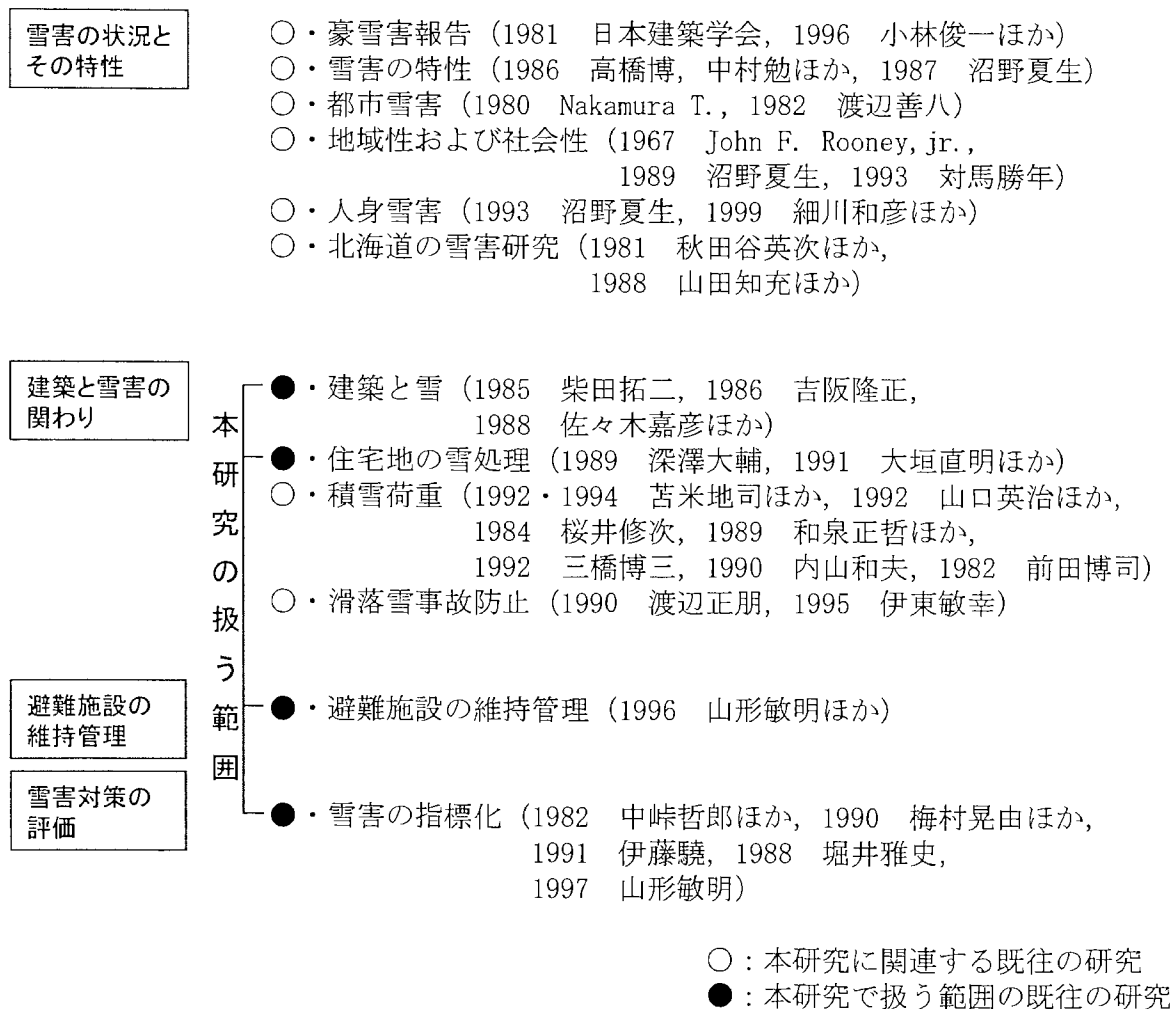 雪害の状況と
その特性
○・豪雪害報告（1981 日本建築学会, 1996 小林俊一ほか）
○・雪害の特性（1986 高橋博, 中村勉ほか, 1987 沼野夏生）
○・都市雪害（1980 Nakamura T., 1982 渡辺善八）
○・地域性および社会性（1967 John F. Rooney, jr.,
1989 沼野夏生, 1993 対馬勝年）
○・人身雪害（1993 沼野夏生, 1999 細川和彦ほか）
○・北海道の雪害研究（1981 秋田谷英次ほか,
1988 山田知充ほか）
建築と雪害の
関わり
本研究の扱う範囲
●・建築と雪（1985 柴田拓二, 1986 吉阪隆正,
1988 佐々木嘉彦ほか）
●・住宅地の雪処理（1989 深澤大輔, 1991 大垣直明ほか）
○・積雪荷重（1992・1994 苫米地司ほか, 1992 山口英治ほか,
1984 桜井修次, 1989 和泉正哲ほか,
1992 三橋博三, 1990 内山和夫, 1982 前田博司）
○・滑落雪事故防止（1990 渡辺正朋, 1995 伊東敏幸）
避難施設の
維持管理
●・避難施設の維持管理（1996 山形敏明ほか）
雪害対策の
評価
●・雪害の指標化（1982 中峠哲郎ほか, 1990 梅村晃由ほか,
1991 伊藤驍, 1988 堀井雅史,
1997 山形敏明）
○：本研究に関連する既往の研究
●：本研究で扱う範囲の既往の研究